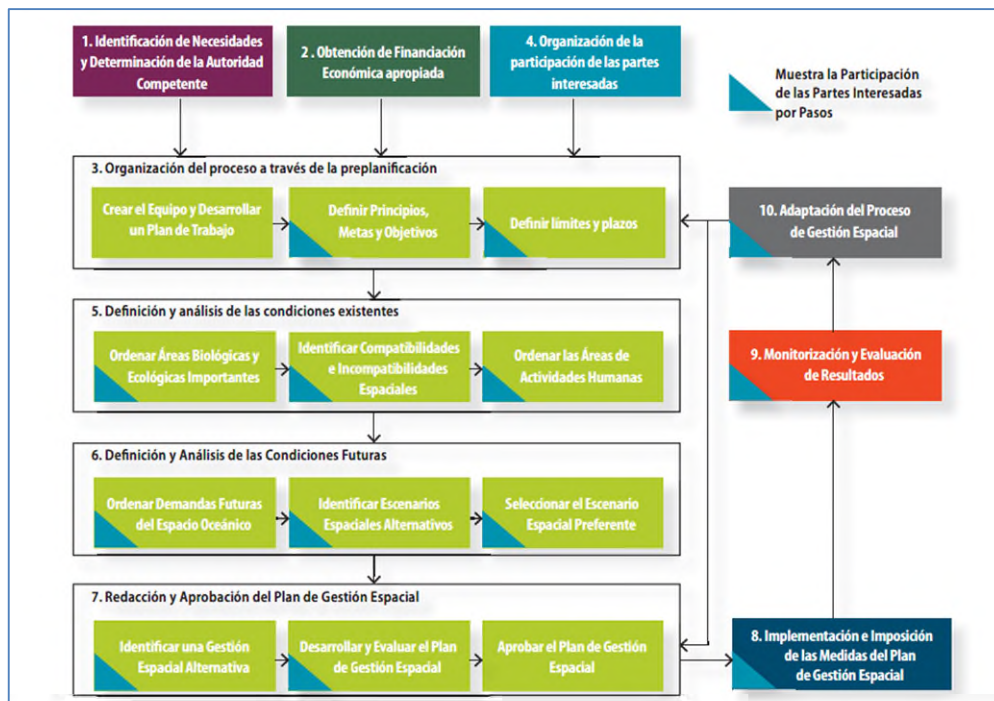 1. Identificación de Necesidades
y Determinación de la Autoridad
Competente
2 . Obtención de Financiación
Económica apropiada
4. Organización de la
participación de las partes
interesadas
Muestra la Participación
de las Partes Interesadas
por Pasos
3. Organización del proceso a través de la preplanificación
Crear el Equipo y Desarrollar
un Plan de Trabajo
Definir Principios,
Metas y Objetivos
Definir límites y plazos
10. Adaptación del Proceso
de Gestión Espacial
5. Definición y análisis de las condiciones existentes
Ordenar Áreas Biológicas y
Ecológicas Importantes
Identificar Compatibilidades
e Incompatibilidades
Espaciales
Ordenar las Áreas de
Actividades Humanas
9. Monitorización y Evaluación
de Resultados
6. Definición y Análisis de las Condiciones Futuras
Ordenar Demandas Futuras
del Espacio Oceánico
Identificar Escenarios
Espaciales Alternativos
Seleccionar el Escenario
Espacial Preferente
7. Redacción y Aprobación del Plan de Gestión Espacial
Identificar una Gestión
Espacial Alternativa
Desarrollar y Evaluar el Plan
de Gestión Espacial
Aprobar el Plan de Gestión
Espacial
8. Implementación e Imposición
de las Medidas del Plan
de Gestión Espacial